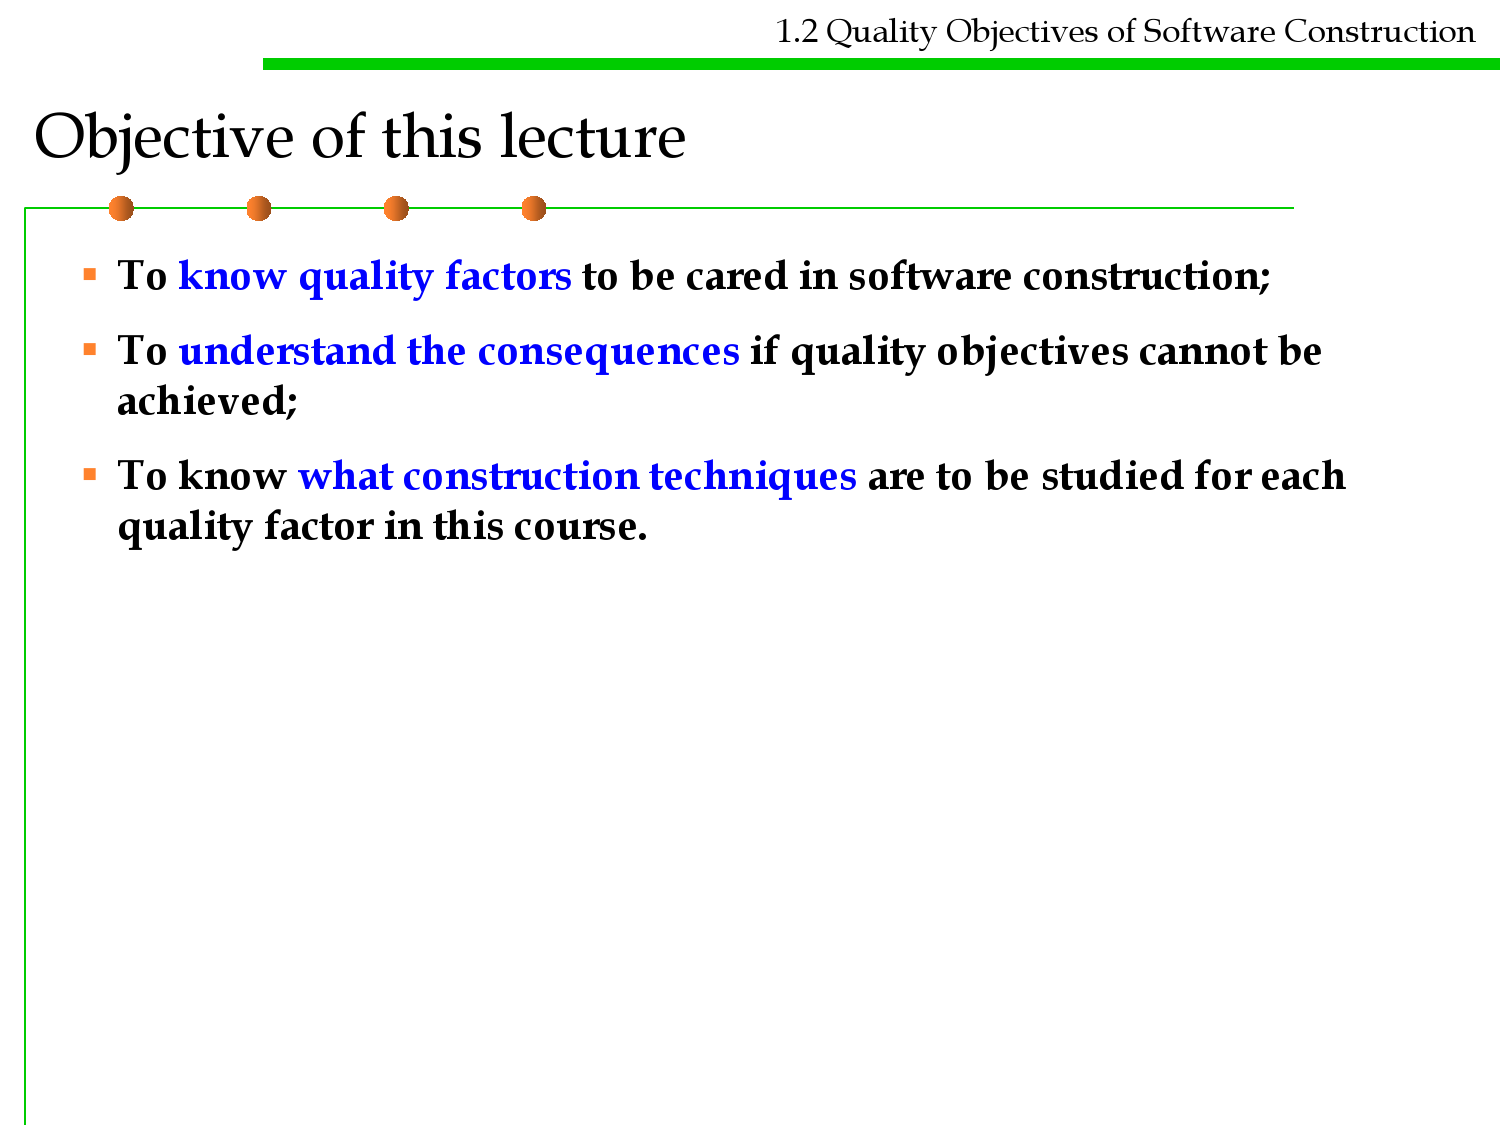 1.2 Quality Objectives of Software Construction
Objective of this lecture
▪ To know quality factors to be cared in software construction;
▪ To understand the consequences if quality objectives cannot be
achieved;
▪ To know what construction techniques are to be studied for each
quality factor in this course.